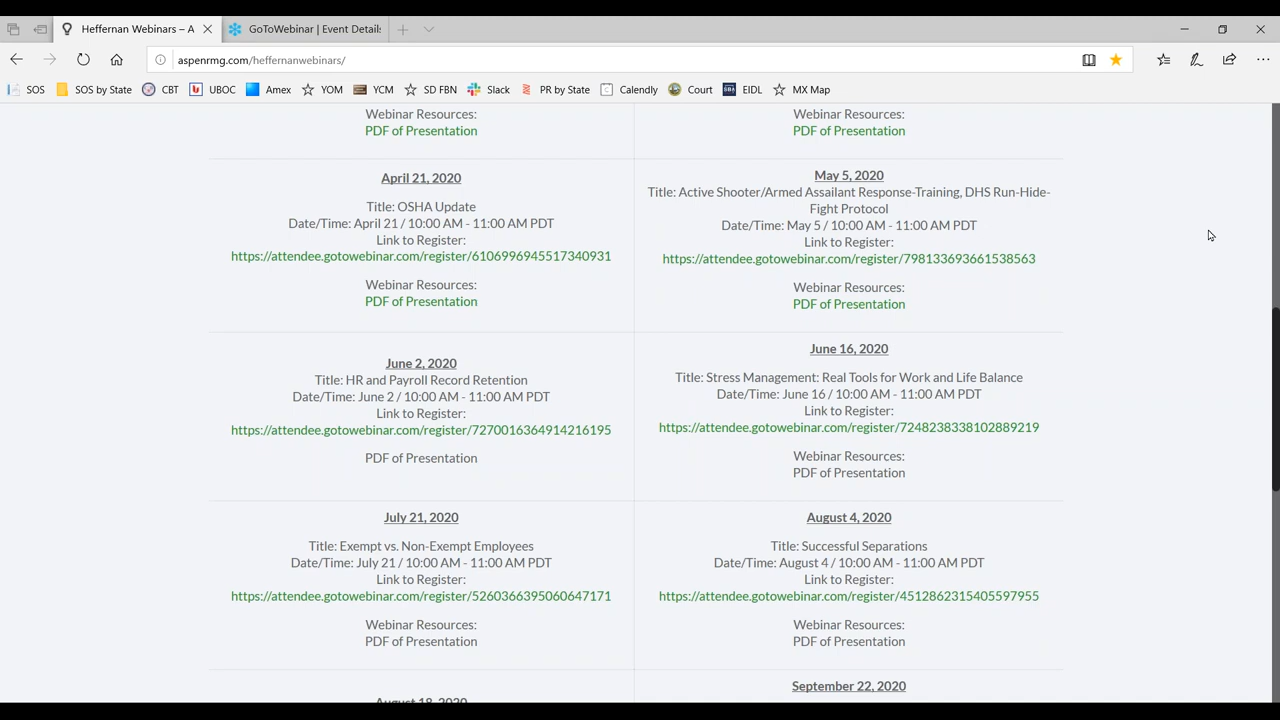 Heffernan Webinars – A
GoToWebinar | Event Details
aspenrmg.com/heffernanwebinars/
SOS
SOS by State
CBT
UBOC
Amex
YOM
YCM
SD FBN
Slack
PR by State
Calendly
Court
EIDL
MX Map
Webinar Resources:
PDF of Presentation
Webinar Resources:
PDF of Presentation
April 21, 2020
Title: OSHA Update
Date/Time: April 21 / 10:00 AM - 11:00 AM PDT
Link to Register:
https://attendee.gotowebinar.com/register/6106996945517340931
Webinar Resources:
PDF of Presentation
May 5, 2020
Title: Active Shooter/Armed Assailant Response-Training, DHS Run-Hide-
Fight Protocol
Date/Time: May 5 / 10:00 AM - 11:00 AM PDT
Link to Register:
https://attendee.gotowebinar.com/register/798133693661538563
Webinar Resources:
PDF of Presentation
June 2, 2020
Title: HR and Payroll Record Retention
Date/Time: June 2 / 10:00 AM - 11:00 AM PDT
Link to Register:
https://attendee.gotowebinar.com/register/7270016364914216195
PDF of Presentation
June 16, 2020
Title: Stress Management: Real Tools for Work and Life Balance
Date/Time: June 16 / 10:00 AM - 11:00 AM PDT
Link to Register:
https://attendee.gotowebinar.com/register/7248238338102889219
Webinar Resources:
PDF of Presentation
July 21, 2020
Title: Exempt vs. Non-Exempt Employees
Date/Time: July 21 / 10:00 AM - 11:00 AM PDT
Link to Register:
https://attendee.gotowebinar.com/register/5260366395060647171
Webinar Resources:
PDF of Presentation
August 4, 2020
Title: Successful Separations
Date/Time: August 4 / 10:00 AM - 11:00 AM PDT
Link to Register:
https://attendee.gotowebinar.com/register/4512862315405597955
Webinar Resources:
PDF of Presentation
August 18, 2020
September 22, 2020